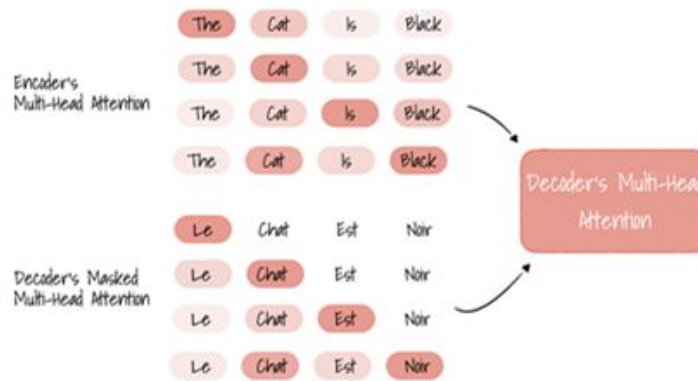 The Cat Is Black
The Cat Is Black
Encoder's
Multi-Head Attention
The Cat Is Black
The Cat Is Black
Decoder's Multi-Head
Attention
Le Chat Est Noir
Le Chat Est Noir
Decoder's Masked
Multi-Head Attention
Le Chat Est Noir
Le Chat Est Noir